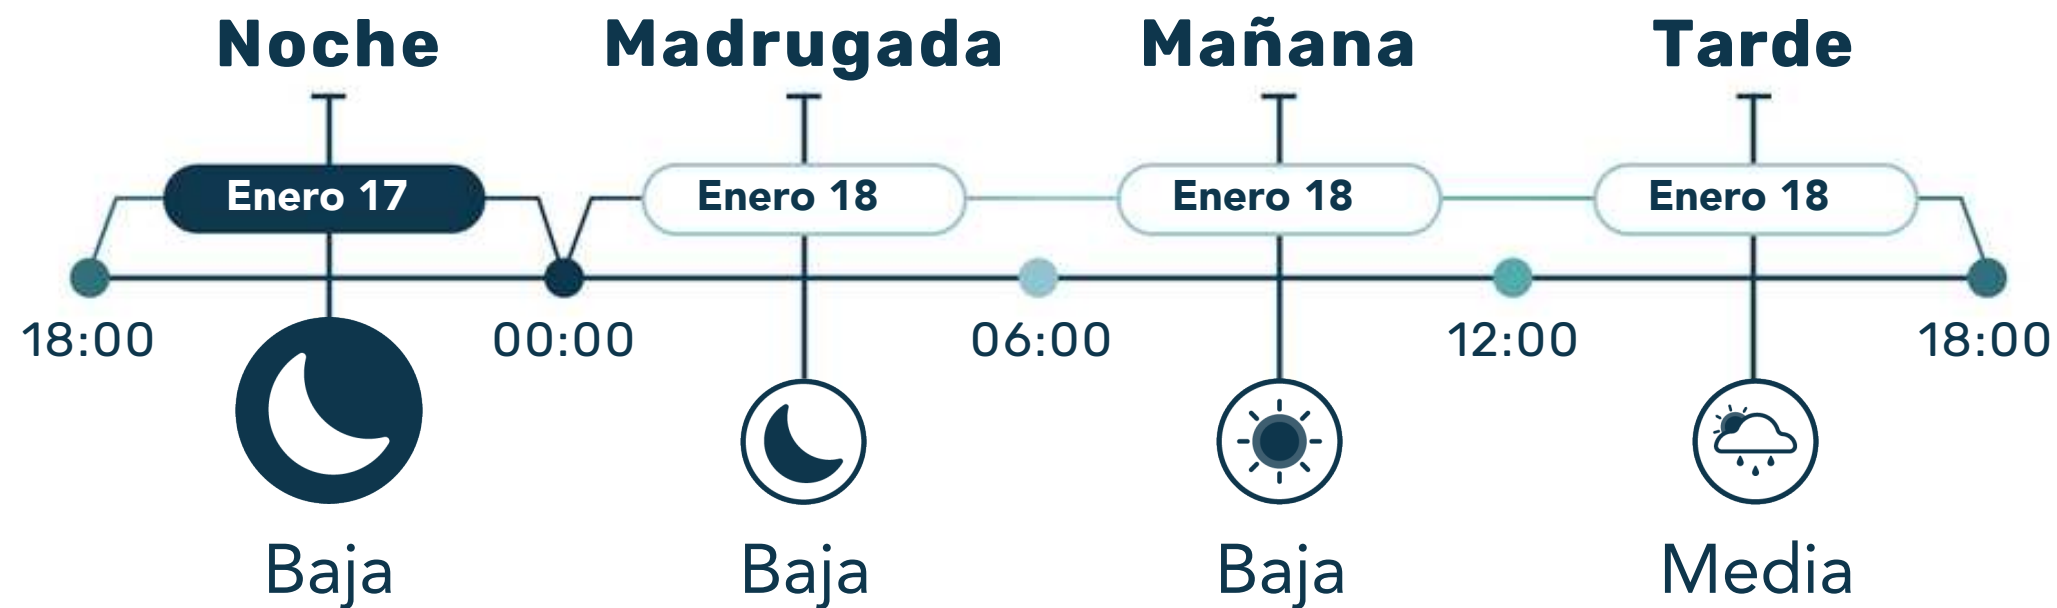 Noche Madrugada Mañana Tarde
Enero 17 Enero 18 Enero 18 Enero 18
18:00 00:00 06:00 12:00 18:00
Baja Baja Baja Media